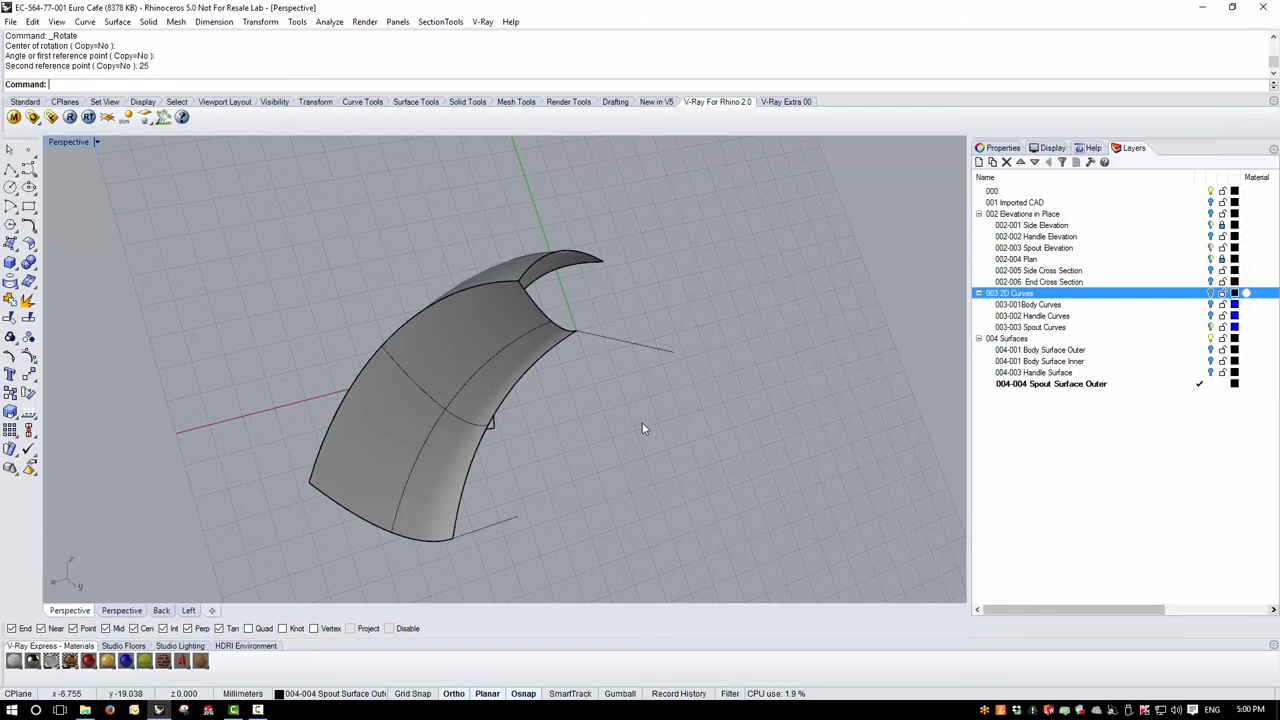 EC-564-77-001 Euro Cafe (8378 KB) - Rhinoceros 5.0 Not For Resale Lab - [Perspective]
File Edit View Curve Surface Solid Mesh Dimension Transform Tools Analyze Render Panels SectionTools V-Ray Help
Command: _Rotate
Center of rotation ( Copy=No ):
Angle or first reference point ( Copy=No ):
Second reference point ( Copy=No ): 25
Command:
Standard CPlanes Set View Display Select Viewport Layout Visibility Transform Curve Tools Surface Tools Solid Tools Mesh Tools Render Tools Drafting New in V5 V-Ray For Rhino 2.0 V-Ray Extra 00
Perspective
Properties Display Help Layers
Name Material
000
001 Imported CAD
002 Elevations in Place
002-001 Side Elevation
002-002 Handle Elevation
002-003 Spout Elevation
002-004 Plan
002-005 Side Cross Section
002-006 End Cross Section
003 2D Curves
003-001Body Curves
003-002 Handle Curves
003-003 Spout Curves
004 Surfaces
004-001 Body Surface Outer
004-001 Body Surface Inner
004-003 Handle Surface
004-004 Spout Surface Outer
z
x y
Perspective Perspective Back Left
End Near Point Mid Cen Int Perp Tan Quad Knot Vertex Project Disable
V-Ray Express - Materials Studio Floors Studio Lighting HDRI Environment
CPlane x -6.755 y -19.038 z 0.000 Millimeters 004-004 Spout Surface Oute Grid Snap Ortho Planar Osnap SmartTrack Gumball Record History Filter CPU use: 1.9 %
ENG 5:00 PM